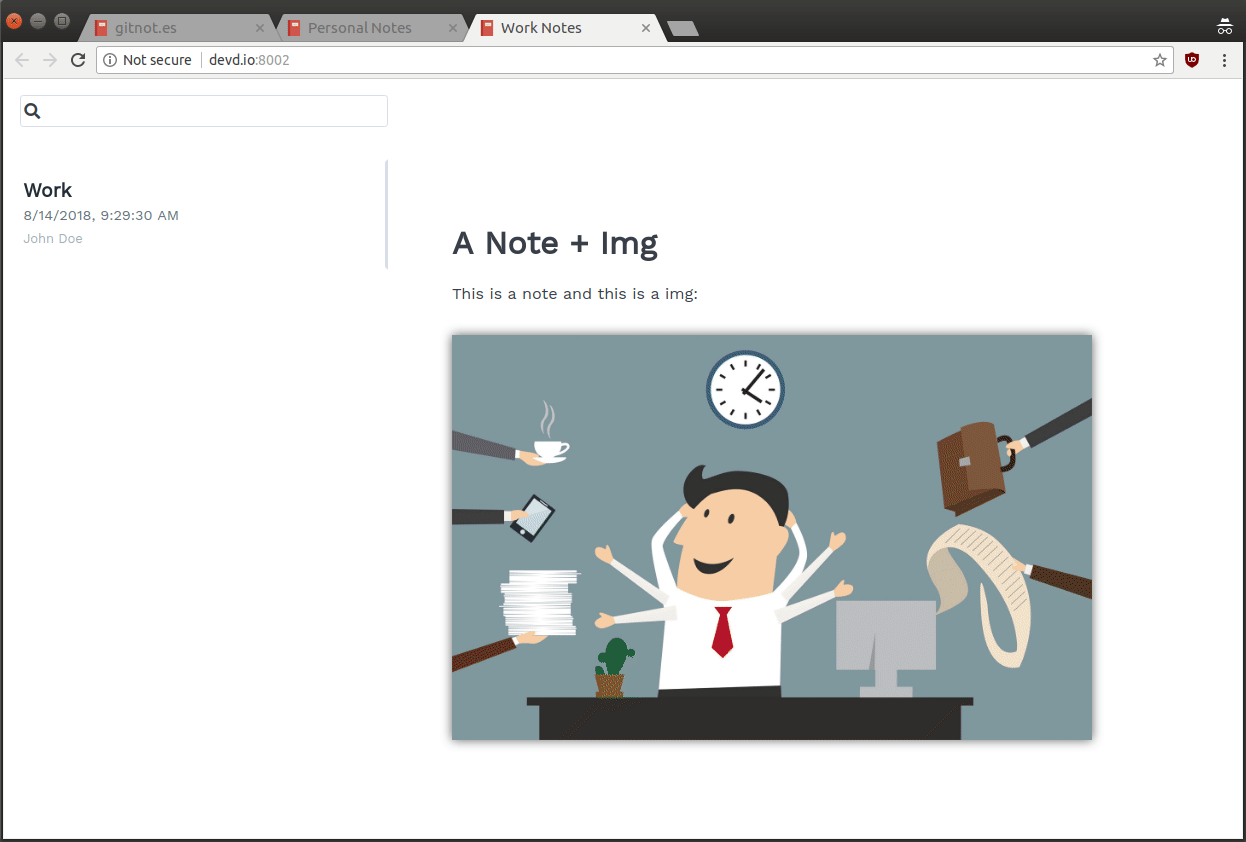 gitnot.es
Personal Notes
Work Notes
Not secure
devd.io:8002
Work
8/14/2018, 9:29:30 AM
John Doe
A Note + Img
This is a note and this is a img: